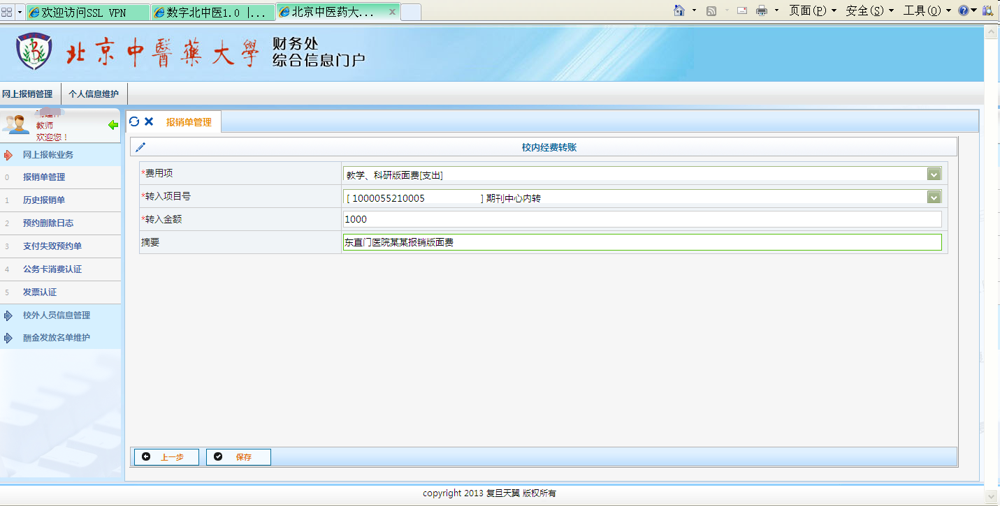 欢迎访问SSL VPN
数字北中医1.0 |...
北京中医药大...
页面(P)
安全(S)
工具(O)
北京中醫藥大學
财务处
综合信息门户
网上报销管理
个人信息维护
教师
欢迎您！
网上报帐业务
0 报销单管理
1 历史报销单
2 预约删除日志
3 支付失败预约单
4 公务卡消费认证
5 发票认证
校外人员信息管理
酬金发放名单维护
报销单管理
校内经费转账
*费用项
教学、科研版面费[支出]
*转入项目号
[ 1000055210005 ] 期刊中心内转
*转入金额
1000
摘要
东直门医院某某报销版面费
上一步
保存
copyright 2013 复旦天翼 版权所有